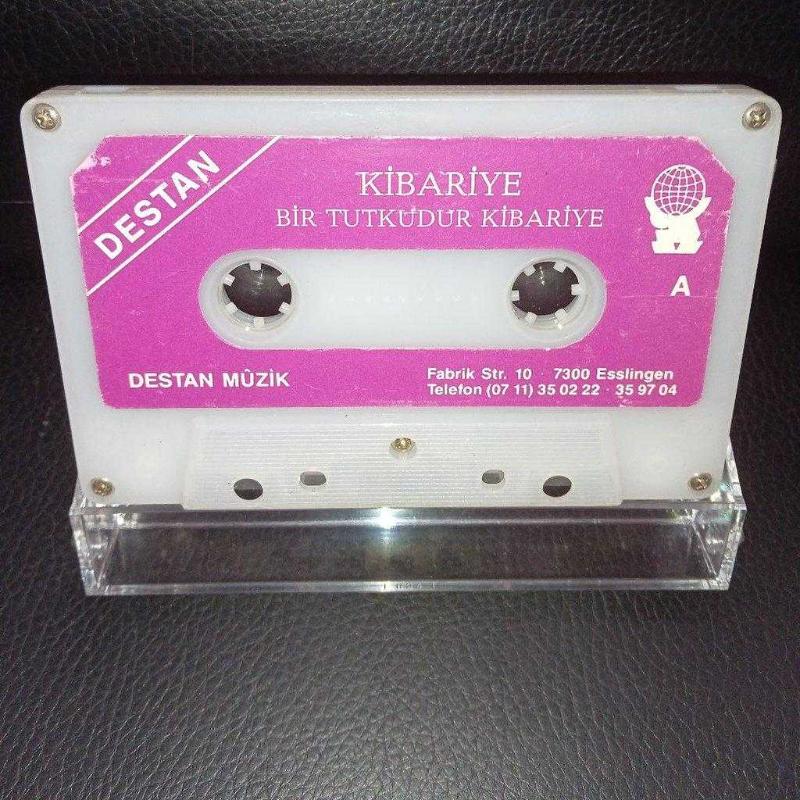 DESTAN
KİBARİYE
BİR TUTKUDUR KİBARİYE
A
DESTAN MÛZİK
Fabrik Str. 10 · 7300 Esslingen
Telefon (07 11) 35 02 22 · 35 97 04